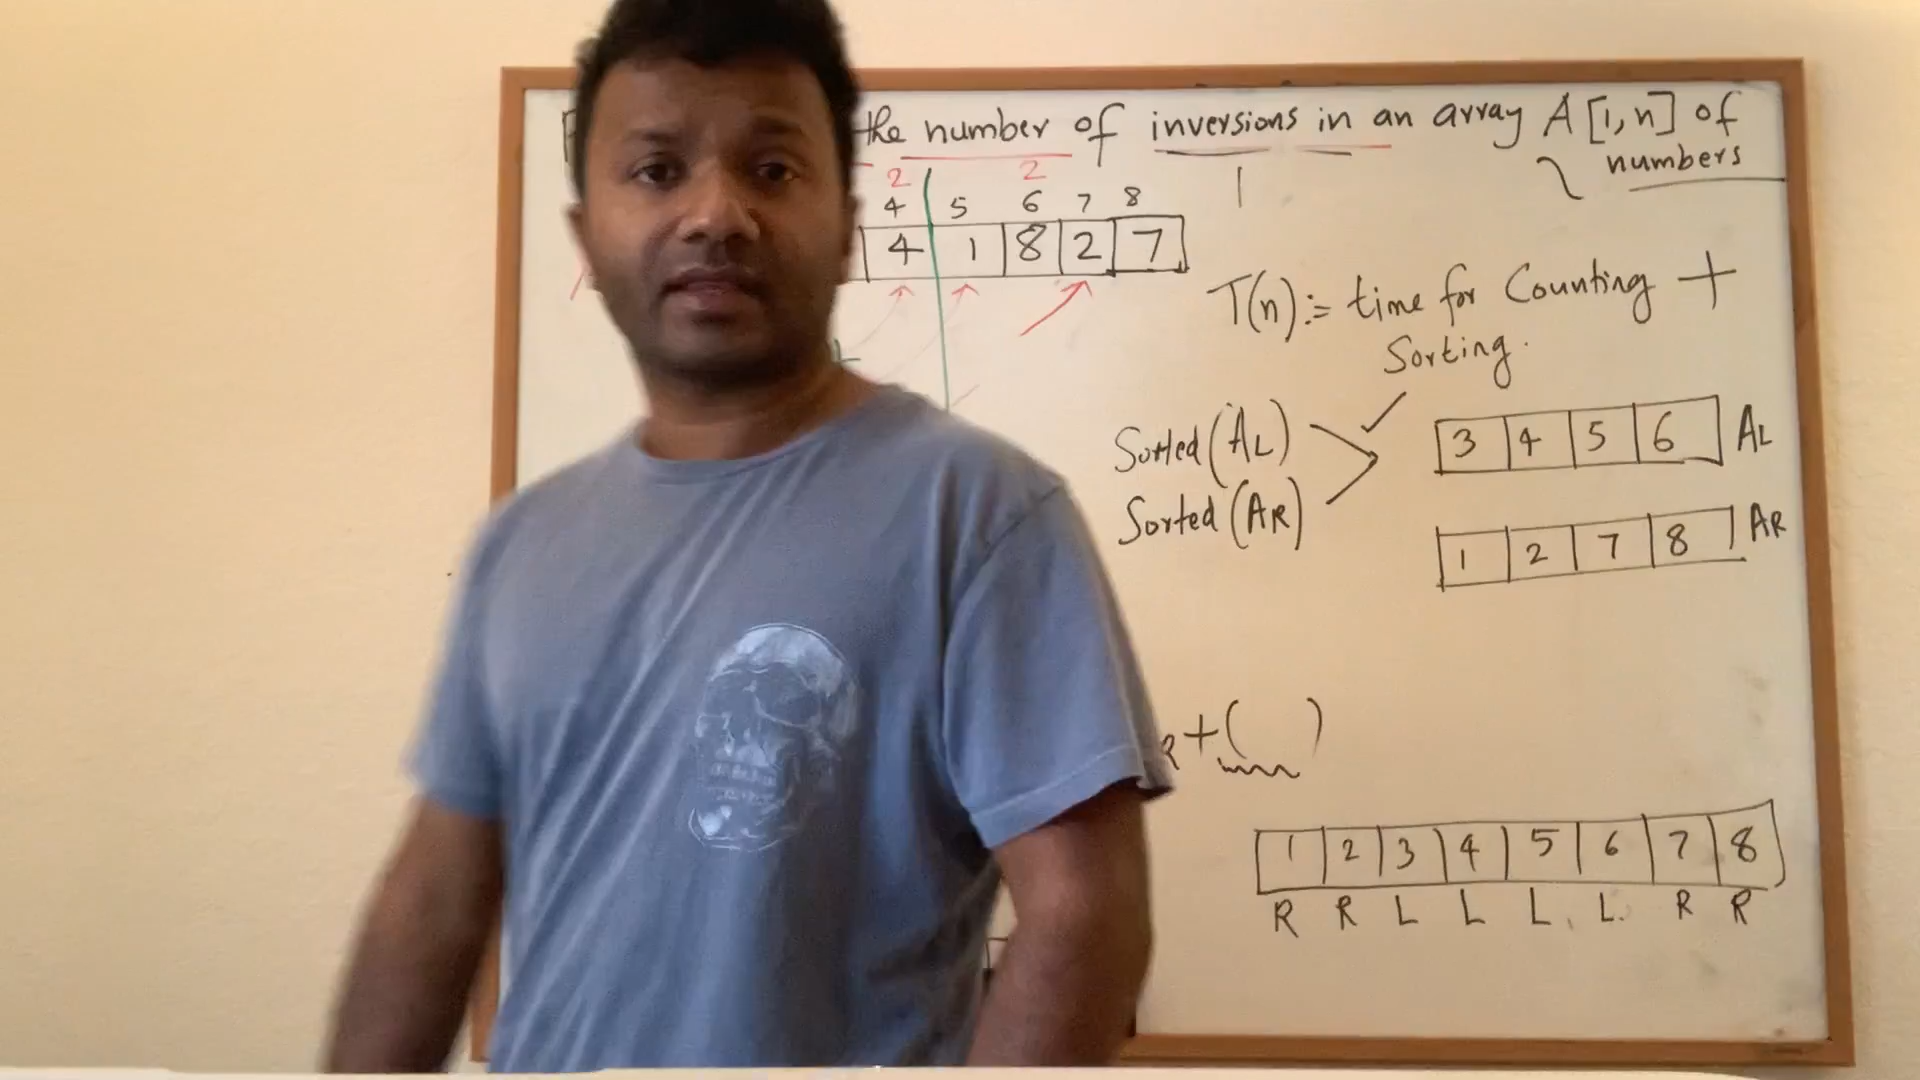 the number of inversions in an array A[1,n] of
numbers
2 2
4 5 6 7 8
4 1 8 2 7
T(n) := time for Counting +
Sorting.
Sorted(AL)
Sorted(AR)
3 4 5 6 AL
1 2 7 8 AR
R+( )
1 2 3 4 5 6 7 8
R R L L L L. R R